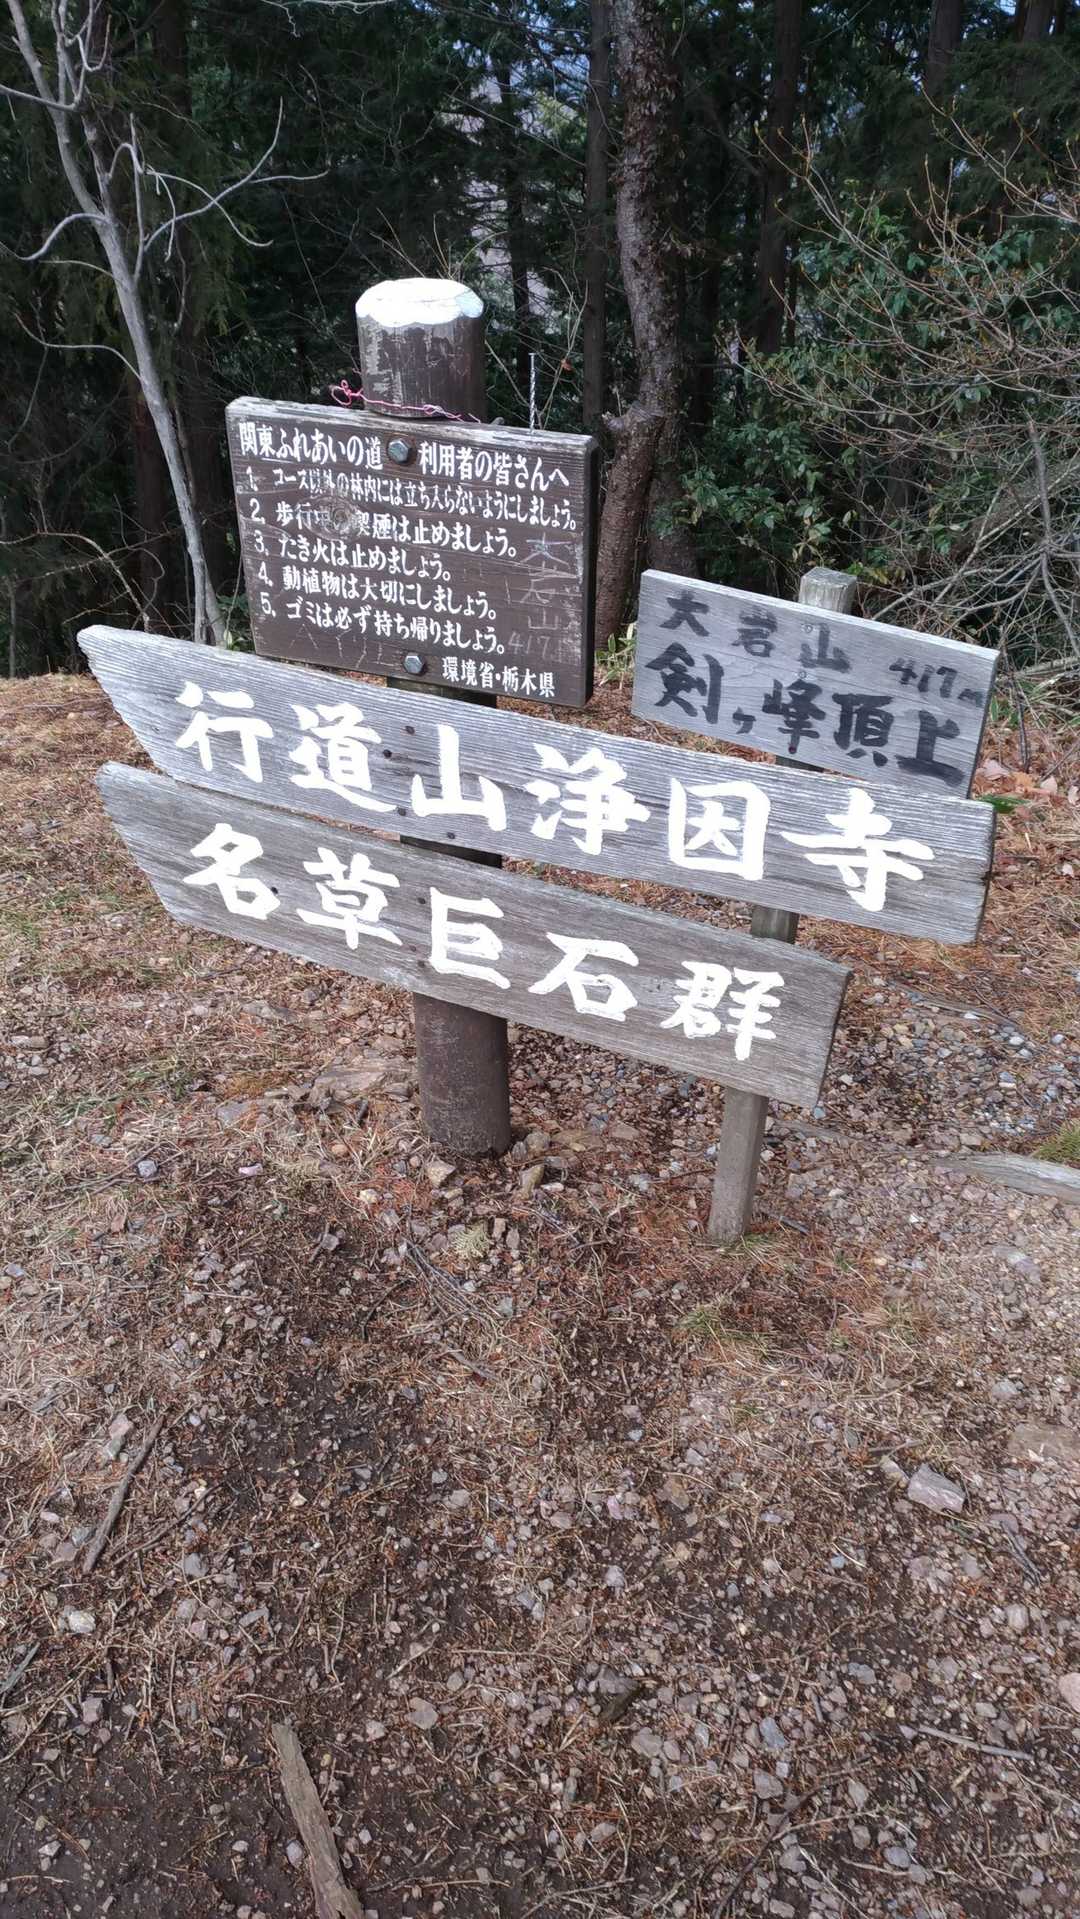 関東ふれあいの道 利用者の皆さんへ
1. コース以外の林内には立ち入らないようにしましょう。
2. 歩行中の喫煙は止めましょう。
3. たき火は止めましょう。
4. 動植物は大切にしましょう。
5. ゴミは必ず持ち帰りましょう。
環境省・栃木県
大岩山
417
大岩山 417m
剣ヶ峰頂上
行道山浄因寺
名草巨石群